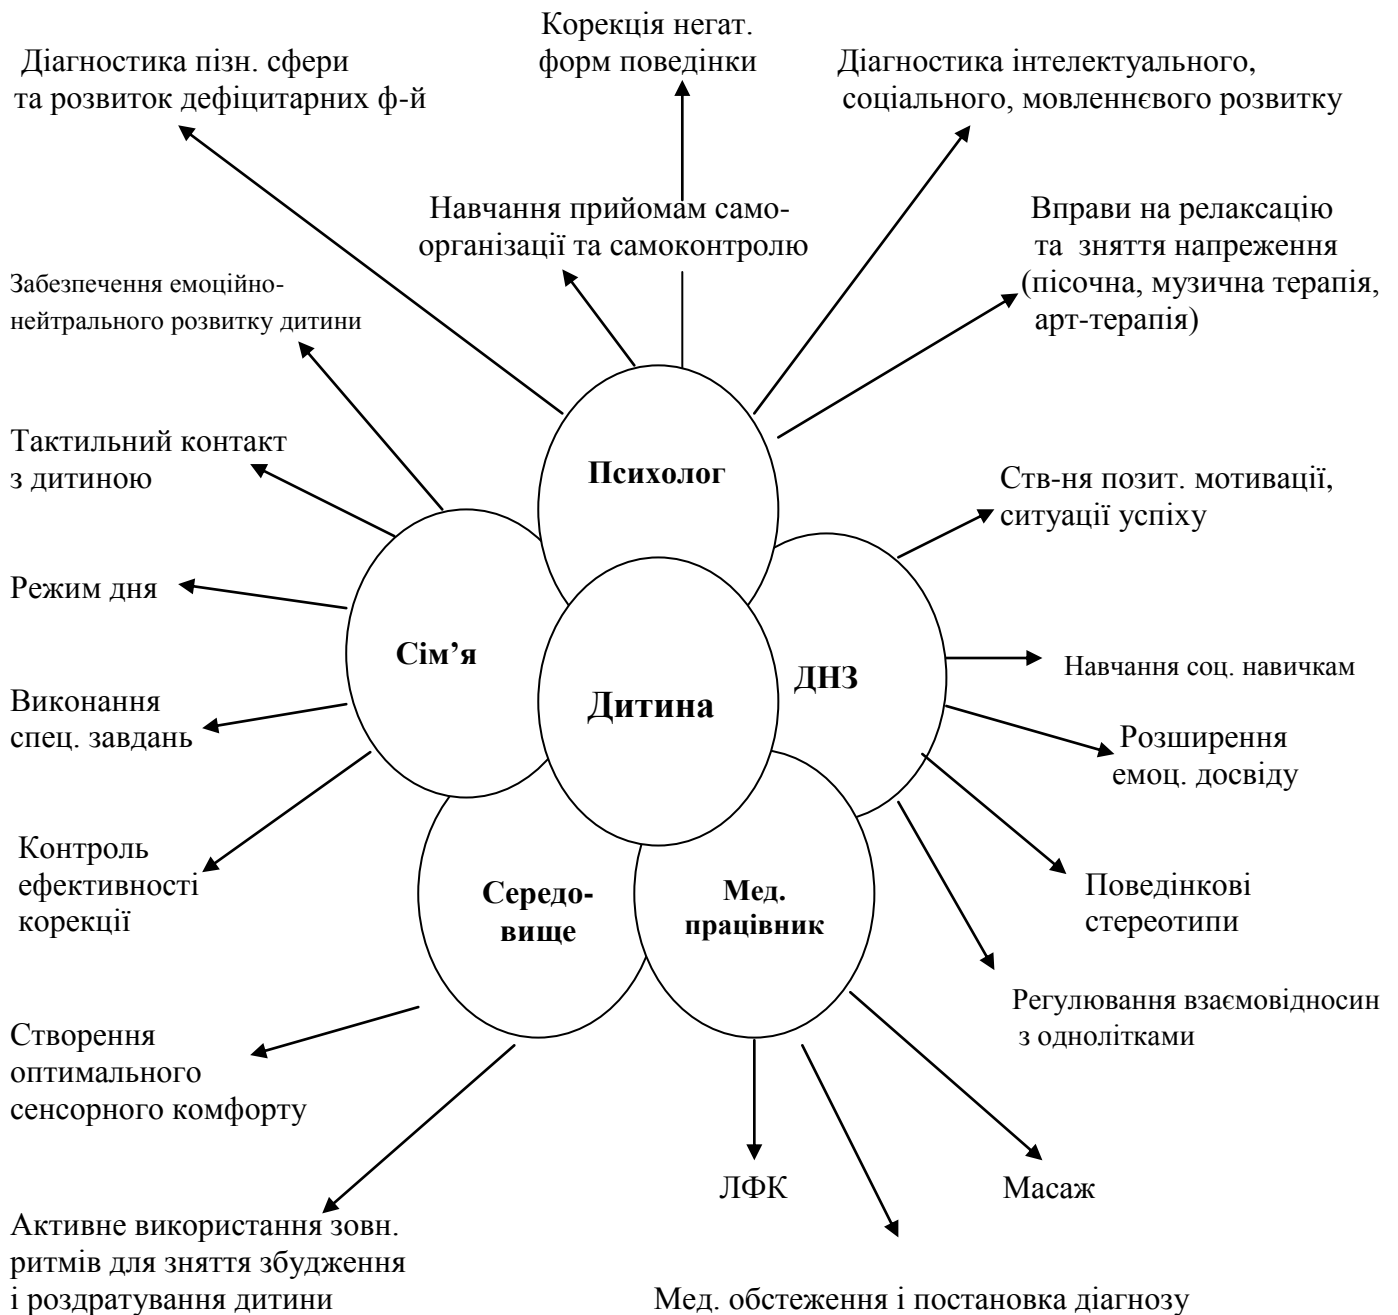 Корекція негат.
форм поведінки
Діагностика пізн. сфери
та розвиток дефіцитарних ф-й
Діагностика інтелектуального,
соціального, мовленнєвого розвитку
Навчання прийомам само-
організації та самоконтролю
Вправи на релаксацію
та зняття напреження
(пісочна, музична терапія,
арт-терапія)
Забезпечення емоційно-
нейтрального розвитку дитини
Тактильний контакт
з дитиною
Психолог
Ств-ня позит. мотивації,
ситуації успіху
Режим дня
Сім’я
Дитина
ДНЗ
Навчання соц. навичкам
Виконання
спец. завдань
Розширення
емоц. досвіду
Контроль
ефективності
корекції
Середо-
вище
Мед.
працівник
Поведінкові
стереотипи
Регулювання взаємовідносин
з однолітками
Створення
оптимального
сенсорного комфорту
ЛФК
Масаж
Активне використання зовн.
ритмів для зняття збудження
і роздратування дитини
Мед. обстеження і постановка діагнозу